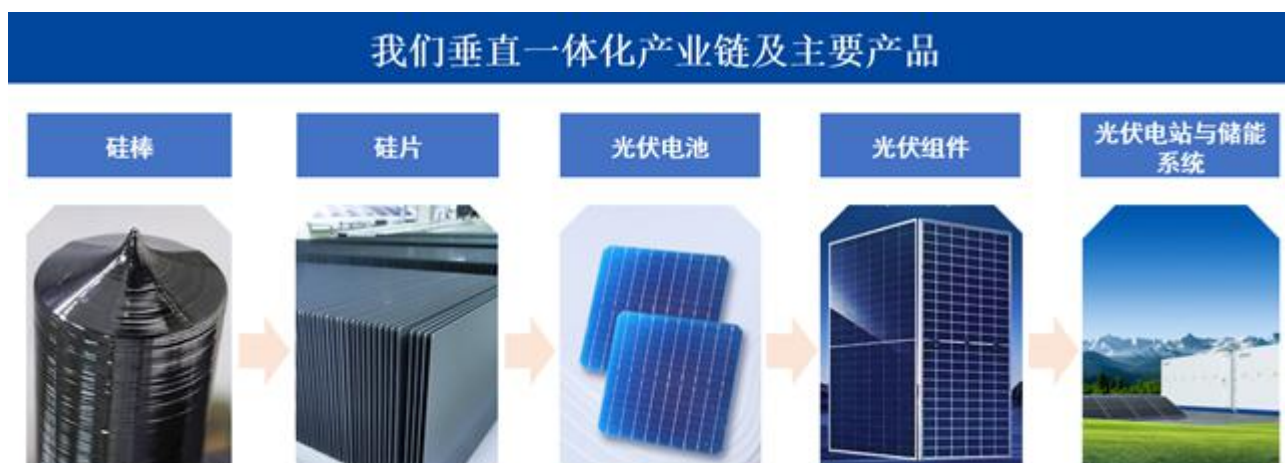 我们垂直一体化产业链及主要产品
硅棒
硅片
光伏电池
光伏组件
光伏电站与储能
系统